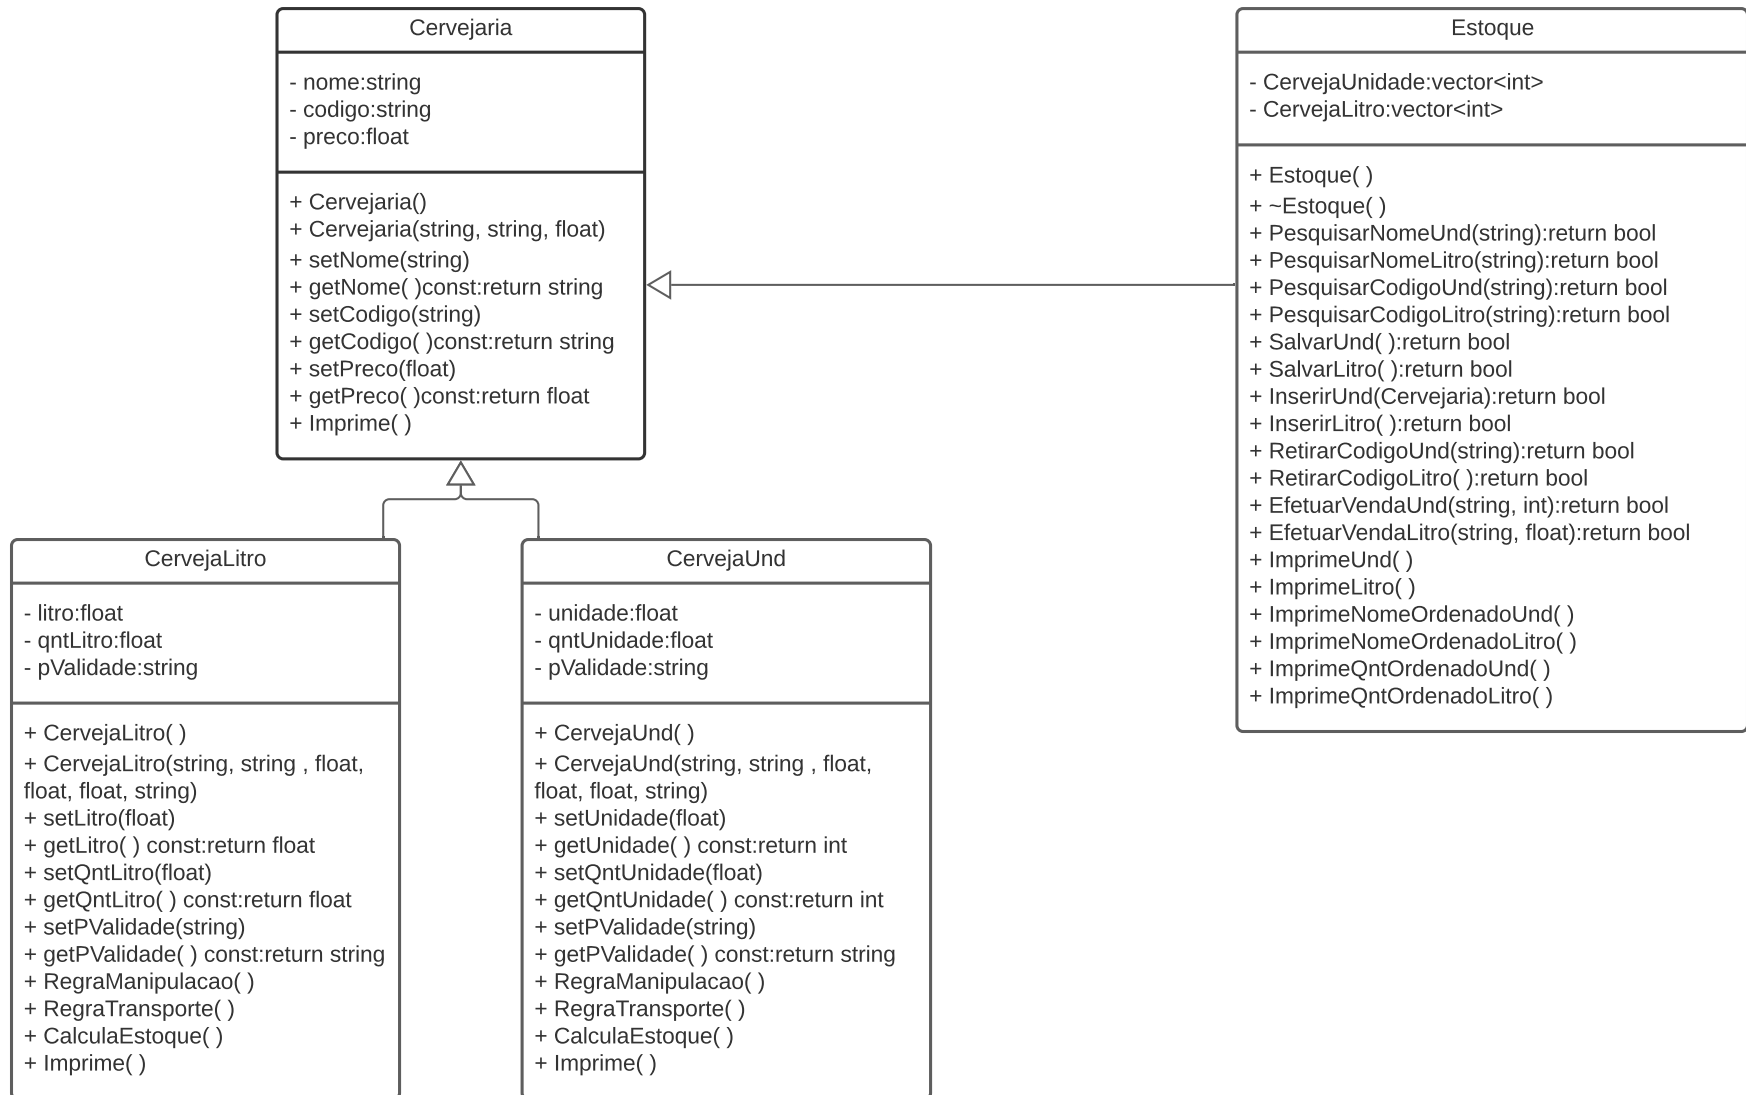 Cervejaria
- nome:string
- codigo:string
- preco:float
+ Cervejaria()
+ Cervejaria(string, string, float)
+ setNome(string)
+ getNome( )const:return string
+ setCodigo(string)
+ getCodigo( )const:return string
+ setPreco(float)
+ getPreco( )const:return float
+ Imprime( )
Estoque
- CervejaUnidade:vector<int>
- CervejaLitro:vector<int>
+ Estoque( )
+ ~Estoque( )
+ PesquisarNomeUnd(string):return bool
+ PesquisarNomeLitro(string):return bool
+ PesquisarCodigoUnd(string):return bool
+ PesquisarCodigoLitro(string):return bool
+ SalvarUnd( ):return bool
+ SalvarLitro( ):return bool
+ InserirUnd(Cervejaria):return bool
+ InserirLitro( ):return bool
+ RetirarCodigoUnd(string):return bool
+ RetirarCodigoLitro( ):return bool
+ EfetuarVendaUnd(string, int):return bool
+ EfetuarVendaLitro(string, float):return bool
+ ImprimeUnd( )
+ ImprimeLitro( )
+ ImprimeNomeOrdenadoUnd( )
+ ImprimeNomeOrdenadoLitro( )
+ ImprimeQntOrdenadoUnd( )
+ ImprimeQntOrdenadoLitro( )
CervejaLitro
- litro:float
- qntLitro:float
- pValidade:string
+ CervejaLitro( )
+ CervejaLitro(string, string , float,
float, float, string)
+ setLitro(float)
+ getLitro( ) const:return float
+ setQntLitro(float)
+ getQntLitro( ) const:return float
+ setPValidade(string)
+ getPValidade( ) const:return string
+ RegraManipulacao( )
+ RegraTransporte( )
+ CalculaEstoque( )
+ Imprime( )
CervejaUnd
- unidade:float
- qntUnidade:float
- pValidade:string
+ CervejaUnd( )
+ CervejaUnd(string, string , float,
float, float, string)
+ setUnidade(float)
+ getUnidade( ) const:return int
+ setQntUnidade(float)
+ getQntUnidade( ) const:return int
+ setPValidade(string)
+ getPValidade( ) const:return string
+ RegraManipulacao( )
+ RegraTransporte( )
+ CalculaEstoque( )
+ Imprime( )